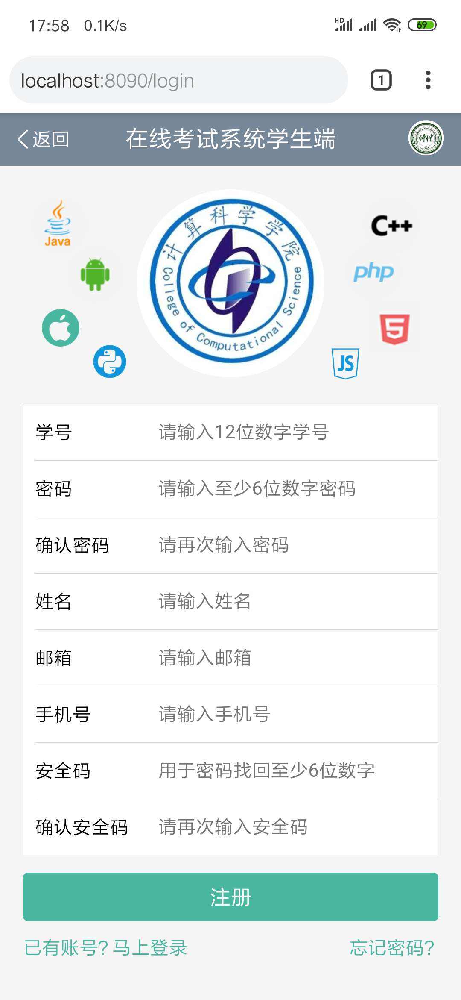 17:58 0.1K/s HD 69
localhost:8090/login 1
返回 在线考试系统学生端
计算科学学院
College of Computational Science
Java
C++
php
5
JS
学号 请输入12位数字学号
密码 请输入至少6位数字密码
确认密码 请再次输入密码
姓名 请输入姓名
邮箱 请输入邮箱
手机号 请输入手机号
安全码 用于密码找回至少6位数字
确认安全码 请再次输入安全码
注册
已有账号? 马上登录 忘记密码?